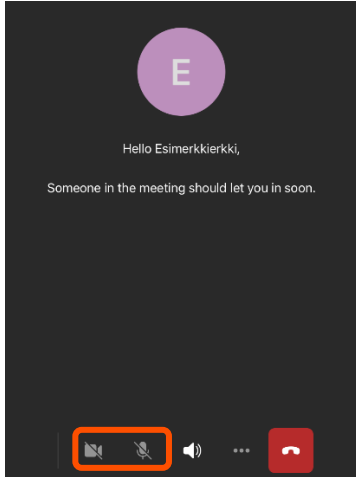 E
Hello Esimerkkierkki,
Someone in the meeting should let you in soon.